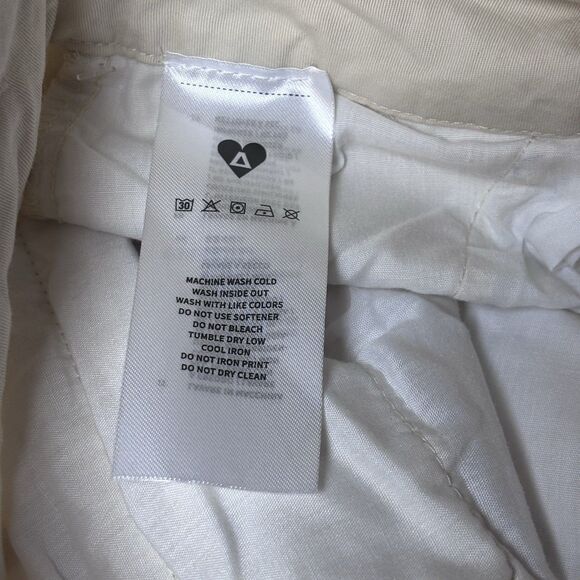 30
MACHINE WASH COLD
WASH INSIDE OUT
WASH WITH LIKE COLORS
DO NOT USE SOFTENER
DO NOT BLEACH
TUMBLE DRY LOW
COOL IRON
DO NOT IRON PRINT
DO NOT DRY CLEAN